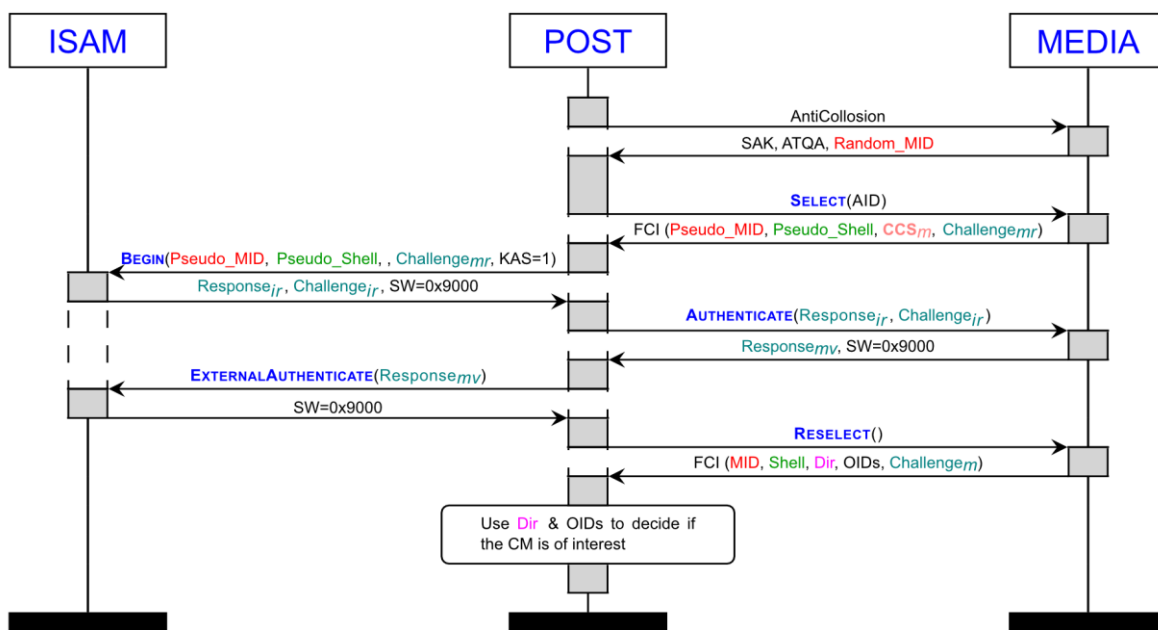 ISAM POST MEDIA
AntiCollosion
SAK, ATQA, Random_MID
SELECT(AID)
FCI (Pseudo_MID, Pseudo_Shell, CCSm, Challengemr)
BEGIN(Pseudo_MID, Pseudo_Shell, , Challengemr, KAS=1)
Responseir, Challengeir, SW=0x9000
AUTHENTICATE(Responseir, Challengeir)
Responsemv, SW=0x9000
EXTERNALAUTHENTICATE(Responsemv)
SW=0x9000
RESELECT()
FCI (MID, Shell, Dir, OIDs, Challengem)
Use Dir & OIDs to decide if
the CM is of interest